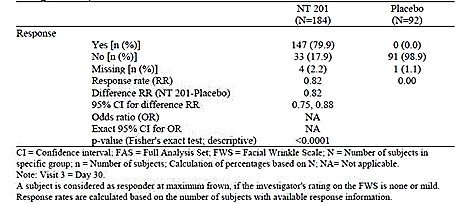 NT 201 Placebo
(N=184) (N=92)
Response
Yes [n (%)] 147 (79.9) 0 (0.0)
No [n (%)] 33 (17.9) 91 (98.9)
Missing [n (%)] 4 (2.2) 1 (1.1)
Response rate (RR) 0.82 0.00
Difference RR (NT 201-Placebo) 0.82
95% CI for difference RR 0.75, 0.88
Odds ratio (OR) NA
Exact 95% CI for OR NA
p-value (Fisher's exact test; descriptive) <0.0001
CI = Confidence interval; FAS = Full Analysis Set; FWS = Facial Wrinkle Scale; N = Number of subjects in
specific group; n = Number of subjects; Calculation of percentages based on N; NA= Not applicable.
Note: Visit 3 = Day 30.
A subject is considered as responder at maximum frown, if the investigator's rating on the FWS is none or mild.
Response rates are calculated based on the number of subjects with available response information.